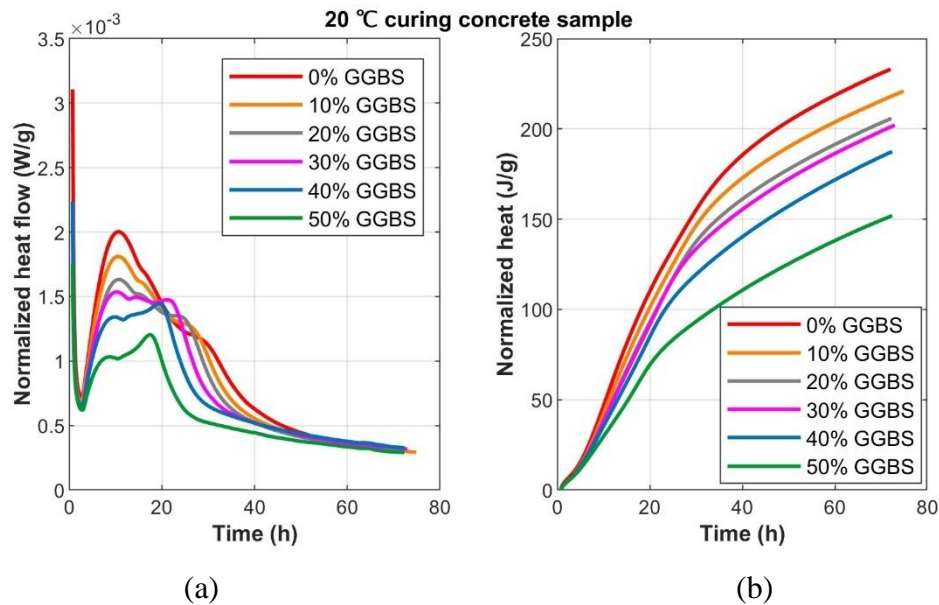 20 ℃ curing concrete sample
×10⁻³
3.5
3
2.5
2
1.5
1
0.5
0
0 20 40 60 80
Normalized heat flow (W/g)
Time (h)
0% GGBS
10% GGBS
20% GGBS
30% GGBS
40% GGBS
50% GGBS
(a)
250
200
150
100
50
0
0 20 40 60 80
Normalized heat (J/g)
Time (h)
0% GGBS
10% GGBS
20% GGBS
30% GGBS
40% GGBS
50% GGBS
(b)